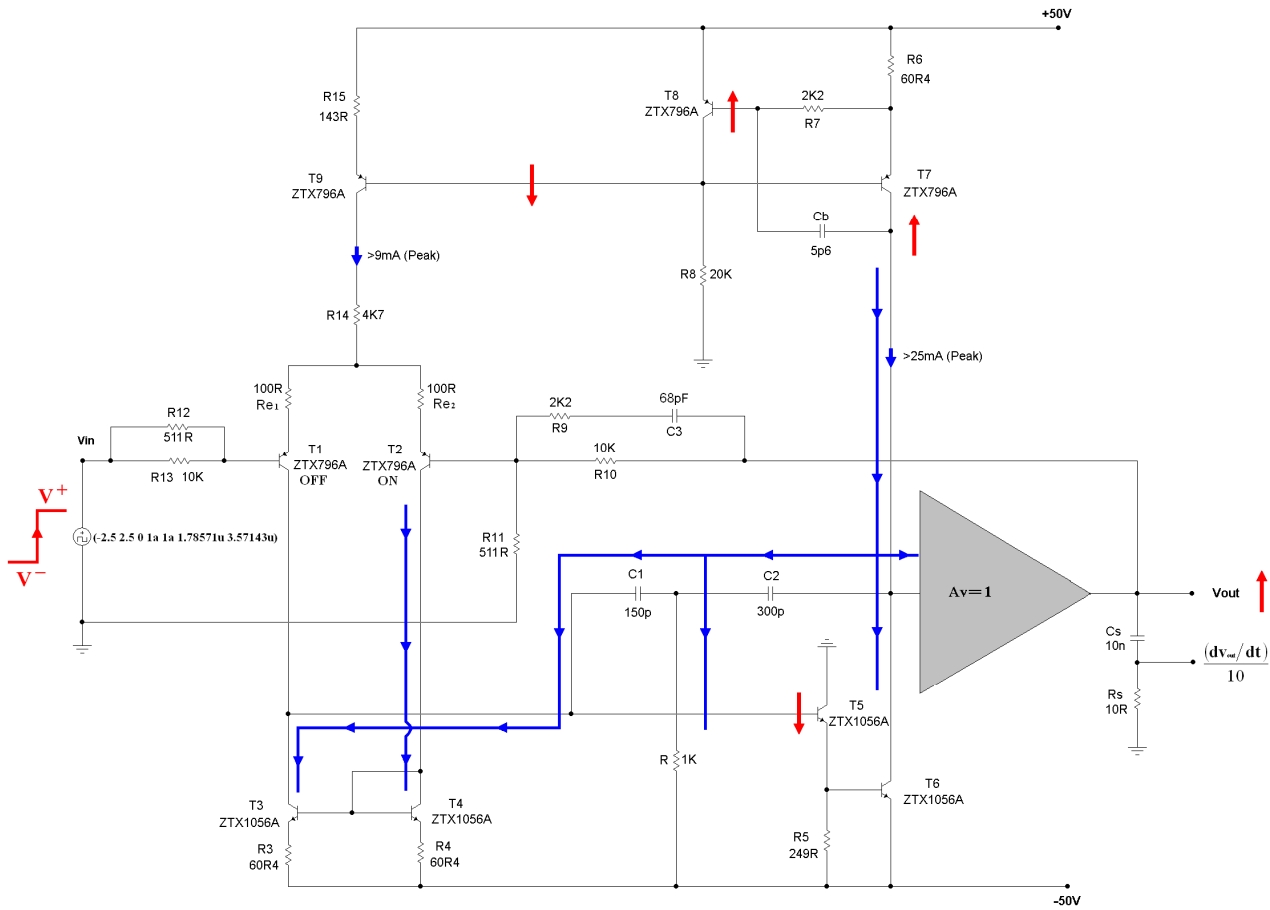 +50V
R6
60R4
R15
143R
T8
ZTX796A
2K2
R7
T9
ZTX796A
T7
ZTX796A
Cb
5p6
>9mA (Peak)
R8 20K
R14 4K7
>25mA (Peak)
100R
Re₁
100R
Re₂
2K2
R9
68pF
C3
R12
511R
Vin
R13 10K
T1
ZTX796A
OFF
T2
ZTX796A
ON
10K
R10
V⁺
V⁻
(-2.5 2.5 0 1a 1a 1.78571u 3.57143u)
R11
511R
C1
150p
C2
300p
Av=1
Vout
Cs
10n
(dvout/dt)
10
Rs
10R
T5
ZTX1056A
R 1K
T3
ZTX1056A
T4
ZTX1056A
T6
ZTX1056A
R3
60R4
R4
60R4
R5
249R
-50V